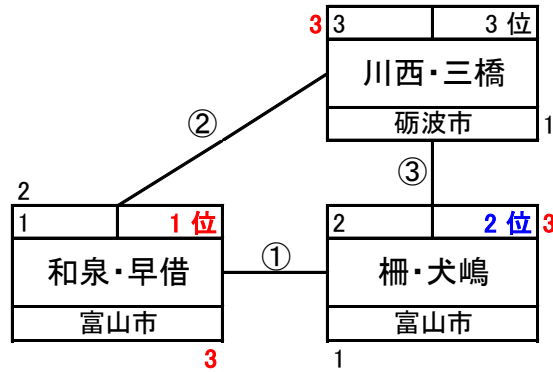 3 3 3位
川西・三橋
砺波市 1
②
③
2
1 1位
和泉・早借
富山市
3
①
2 2位 3
柵・犬嶋
富山市
1